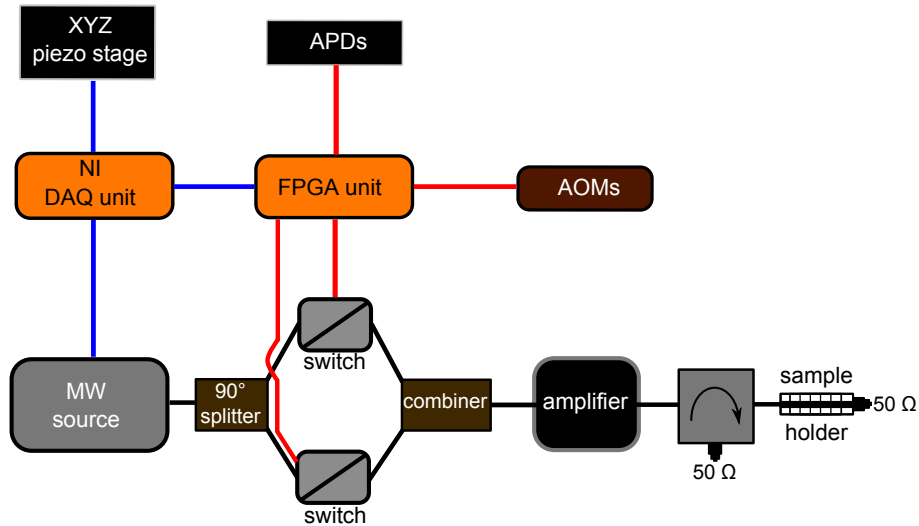 XYZ
piezo stage
APDs
NI
DAQ unit
FPGA unit
AOMs
switch
MW
source
90°
splitter
combiner
amplifier
sample
50 Ω
holder
50 Ω
switch